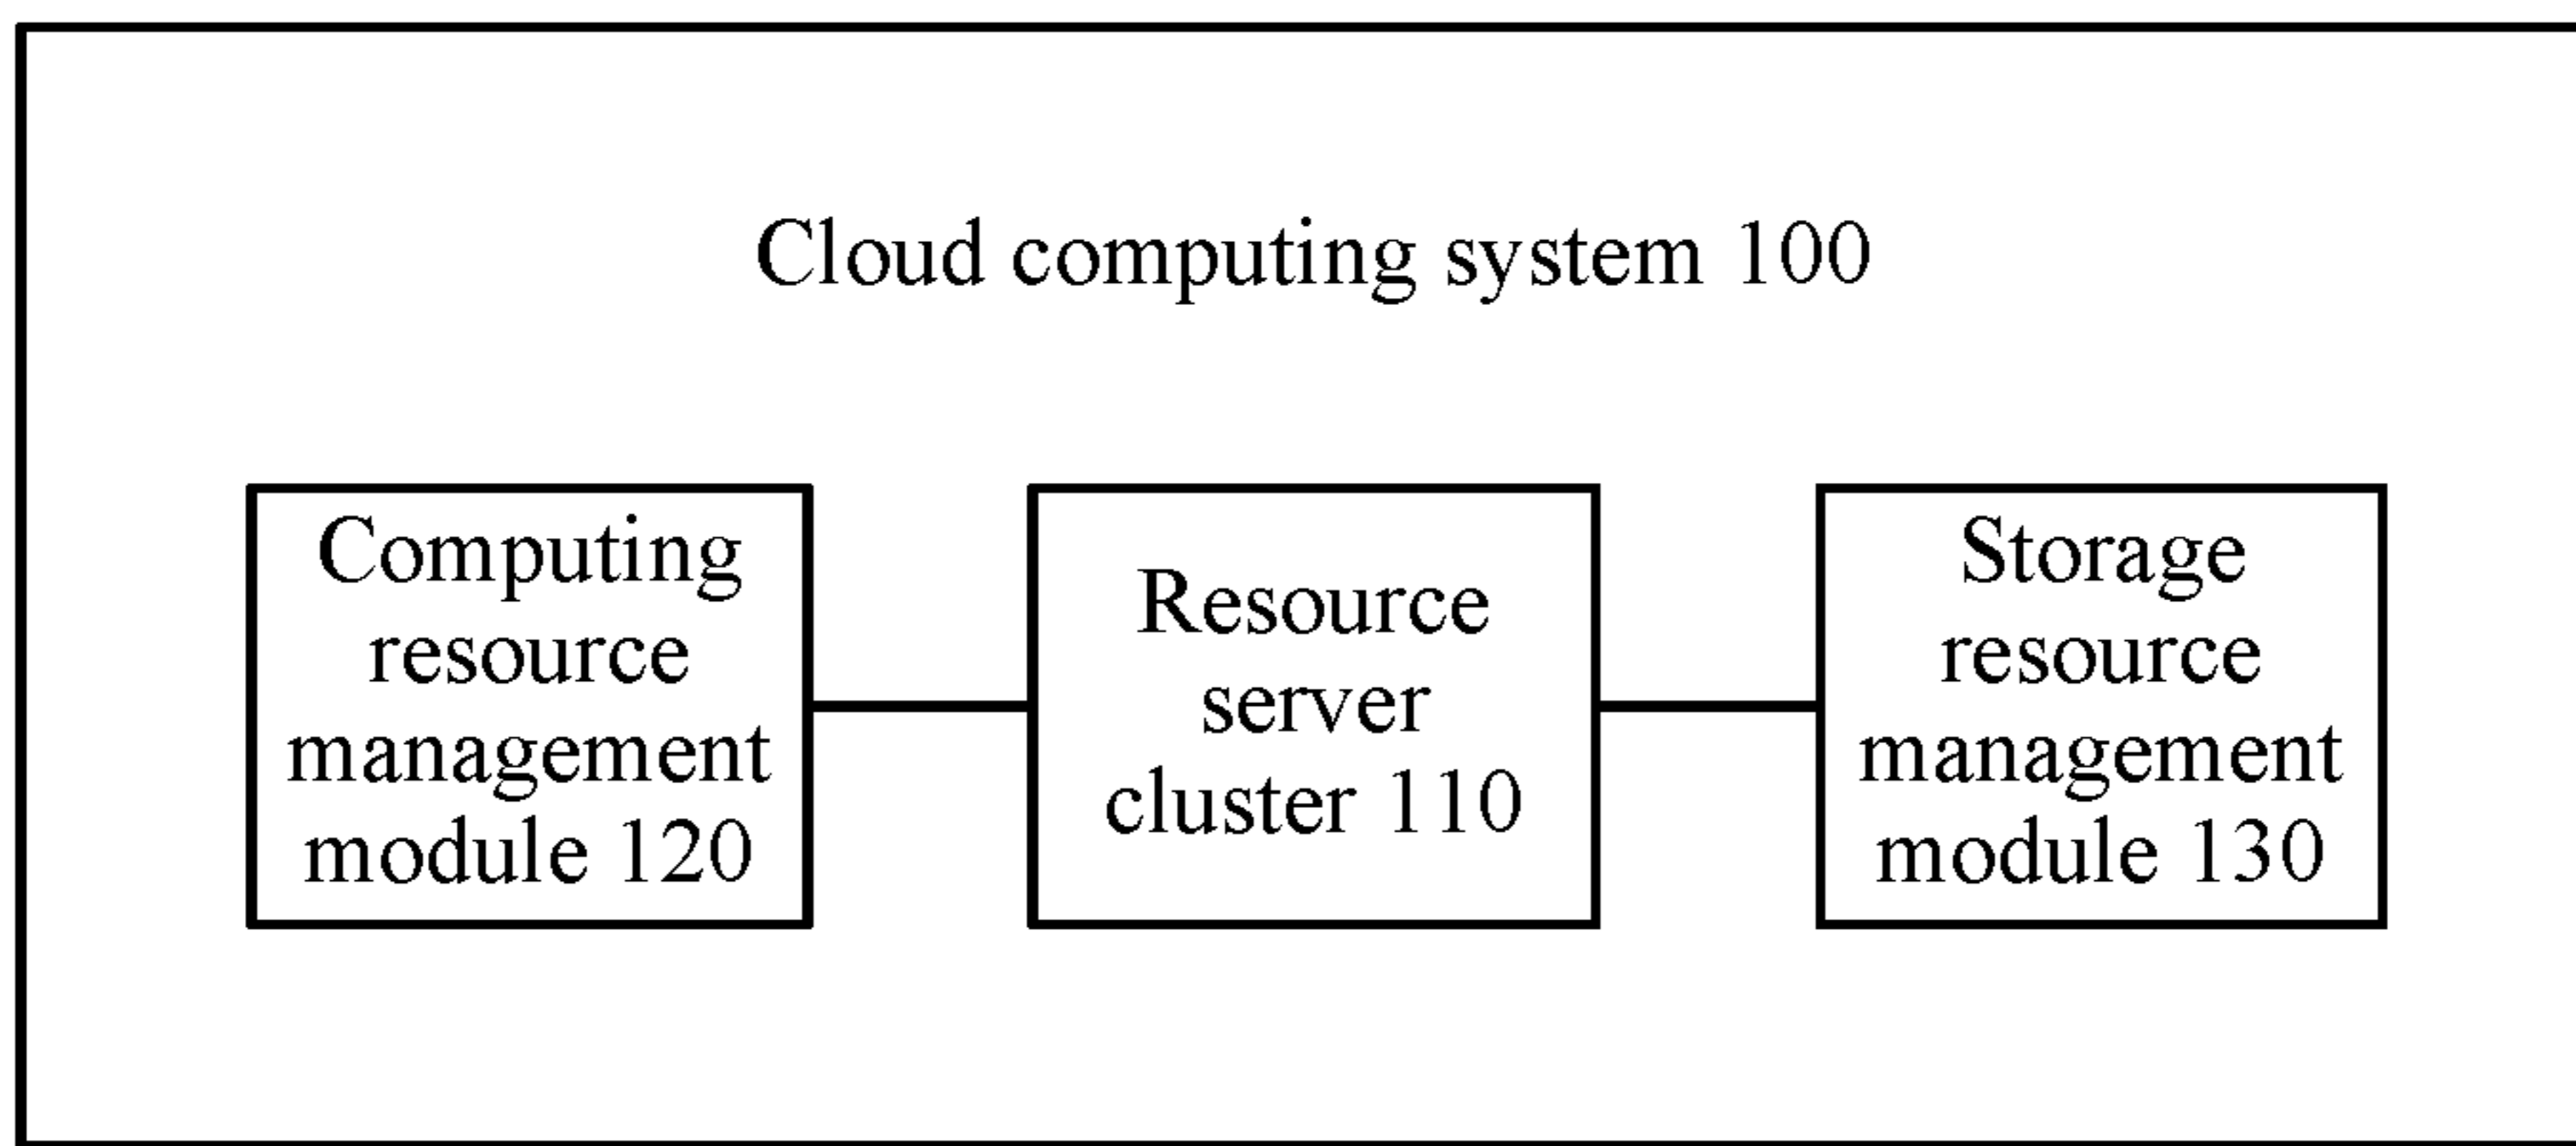 Cloud computing system 100
Computing
resource
management
module 120
Resource
server
cluster 110
Storage
resource
management
module 130